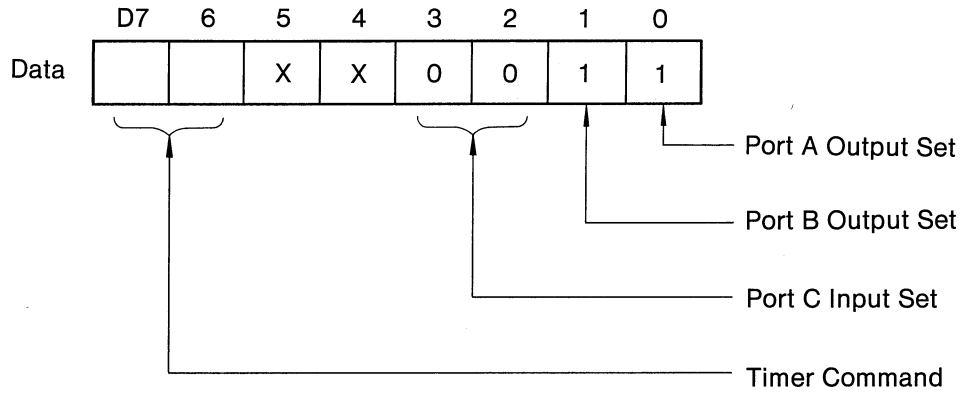 D7 6 5 4 3 2 1 0
Data X X 0 0 1 1
Port A Output Set
Port B Output Set
Port C Input Set
Timer Command